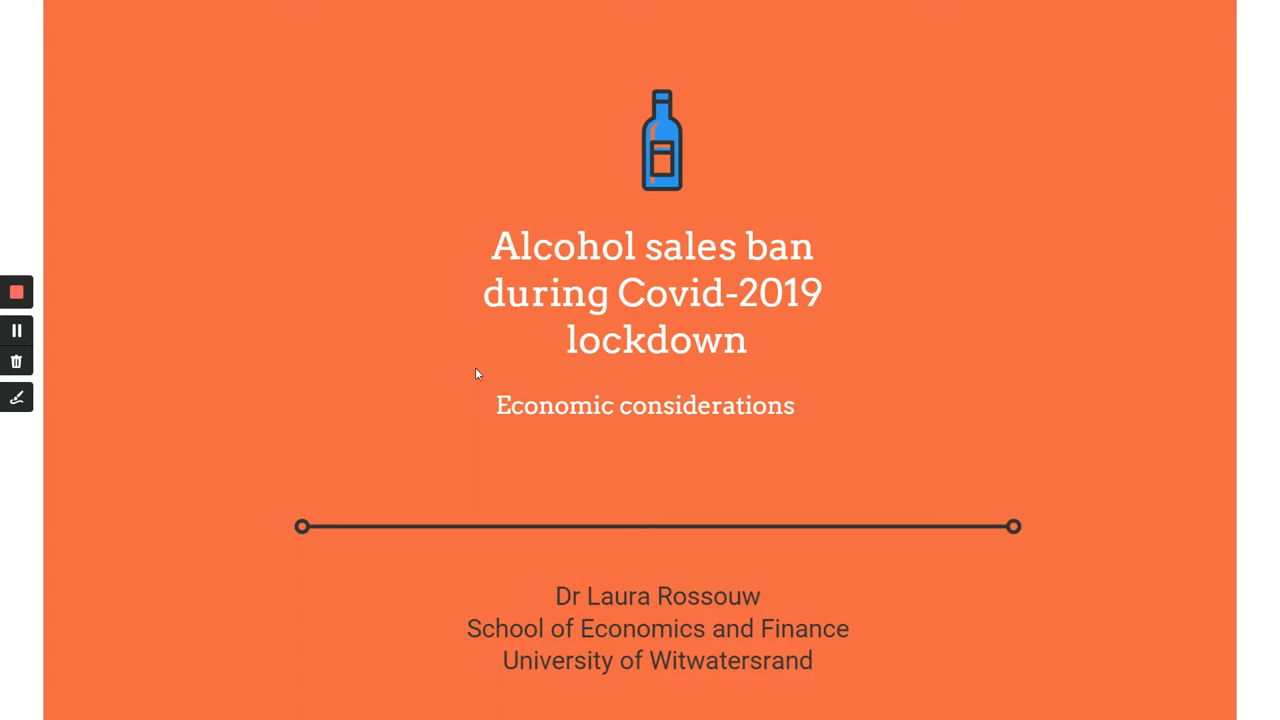 Alcohol sales ban
during Covid-2019
lockdown
Economic considerations
Dr Laura Rossouw
School of Economics and Finance
University of Witwatersrand